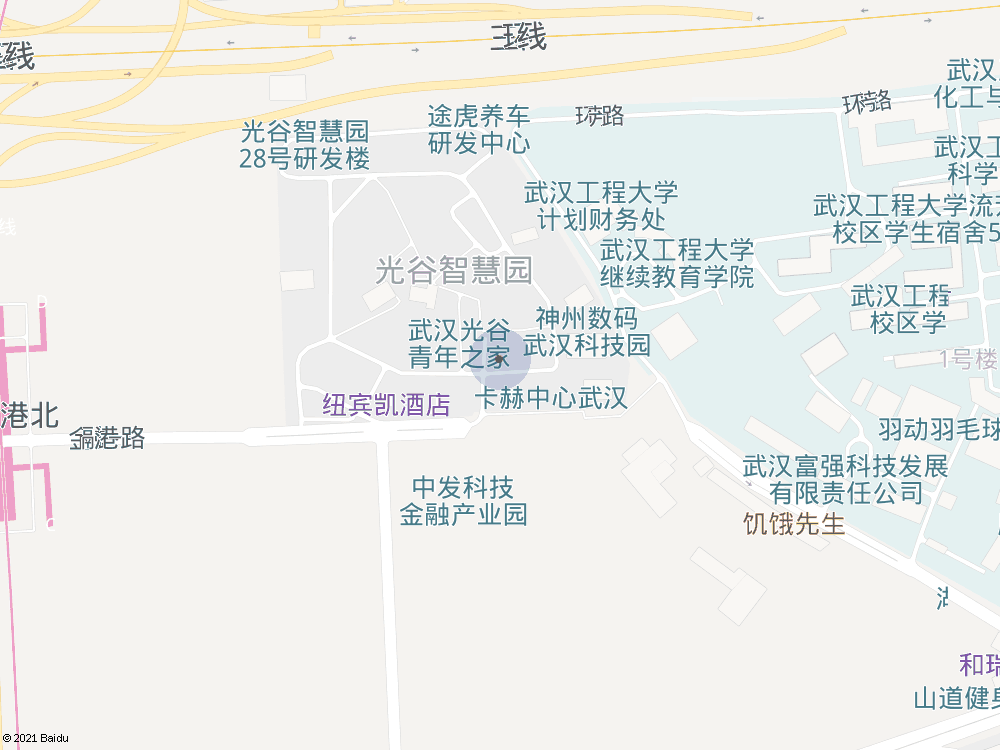 三环线
三环线
武汉工
化工与
环湾路
环湾路
途虎养车
研发中心
光谷智慧园
28号研发楼
武汉工
科学
武汉工程大学
计划财务处
武汉工程大学流芳
校区学生宿舍5
线
武汉工程大学
继续教育学院
光谷智慧园
武汉工程
校区学
神州数码
武汉科技园
武汉光谷
青年之家
1号楼
卡赫中心武汉
纽宾凯酒店
港北
羽动羽毛球
武汉富强科技发展
有限责任公司
中发科技
金融产业园
饥饿先生
和瑞
山道健身
© 2021 Baidu